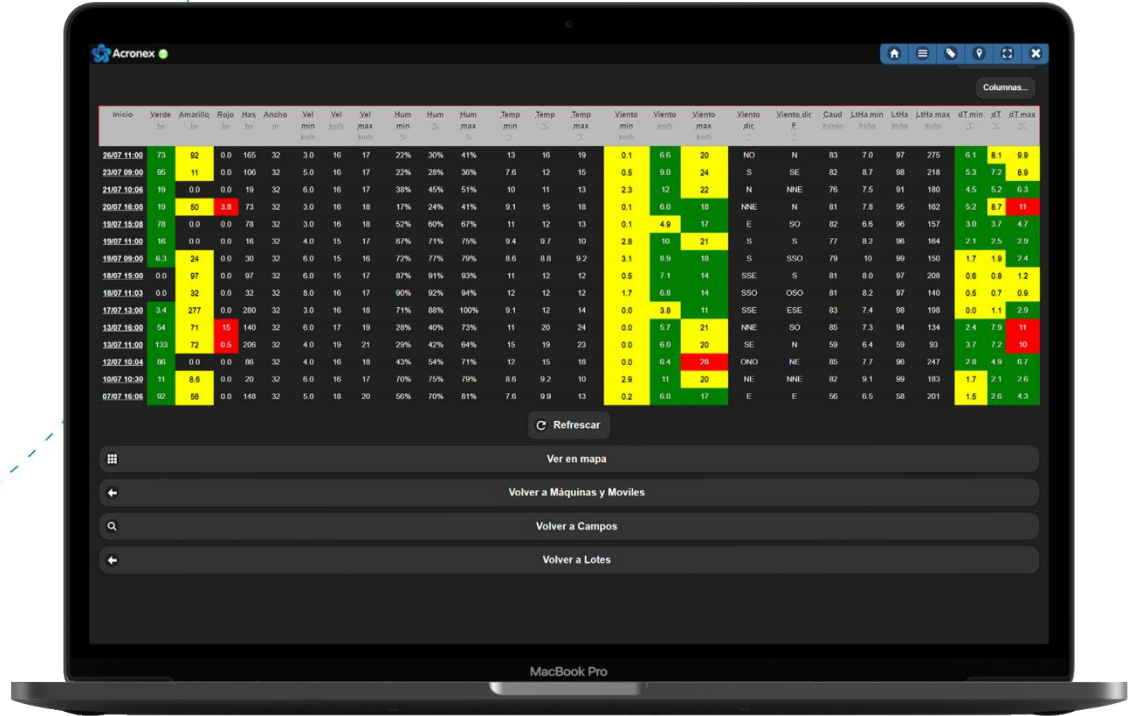 Acronex
Columnas...
Inicio Verde Amarillo Rojo Has Ancho Vel min Vel Vel max Hum min Hum Hum max Temp min Temp Temp max Viento min Viento Viento max Viento dir Viento dir F Caud LtHa min LtHa LtHa max dT min dT dT max
26/07 11:00 73 92 0.0 165 32 3.0 16 17 22% 30% 41% 13 16 19 0.1 6.6 20 NO N 83 7.0 97 275 6.1 8.1 9.9
23/07 09:00 95 11 0.0 106 32 5.0 16 17 22% 28% 36% 7.6 12 15 0.5 9.0 24 S SE 82 8.7 98 218 5.3 7.2 8.9
21/07 10:06 19 0.0 0.0 19 32 6.0 16 17 38% 45% 51% 10 11 13 2.3 12 22 N NNE 76 7.5 91 180 4.5 5.2 6.3
20/07 16:05 19 50 3.8 73 32 3.0 16 18 17% 24% 41% 9.1 15 18 0.1 6.0 18 NNE N 81 7.8 95 162 5.2 8.7 11
19/07 15:08 78 0.0 0.0 78 32 3.0 16 18 52% 60% 67% 11 12 13 0.1 4.9 17 E SO 82 6.6 96 157 3.0 3.7 4.7
19/07 11:00 16 0.0 0.0 16 32 4.0 15 17 67% 71% 75% 9.4 9.7 10 2.8 10 21 S S 77 8.2 96 164 2.1 2.5 2.9
19/07 09:00 6.3 24 0.0 30 32 6.0 15 16 72% 77% 79% 8.6 8.8 9.2 3.1 8.9 18 S SSO 79 10 99 150 1.7 1.9 2.4
18/07 15:00 0.0 97 0.0 97 32 6.0 15 17 87% 91% 93% 11 12 12 0.5 7.1 14 SSE S 81 8.0 97 208 0.6 0.8 1.2
18/07 11:03 0.0 32 0.0 32 32 8.0 16 17 90% 92% 94% 12 12 12 1.7 6.8 14 SSO OSO 81 8.2 97 140 0.5 0.7 0.9
17/07 13:00 3.4 277 0.0 280 32 3.0 16 18 71% 88% 100% 9.1 12 14 0.0 3.8 11 SSE ESE 83 7.4 98 198 0.0 1.1 2.9
13/07 16:00 54 71 15 140 32 6.0 17 19 28% 40% 73% 11 20 24 0.0 5.7 21 NNE SO 85 7.3 94 134 2.4 7.9 11
13/07 11:00 133 72 0.5 206 32 4.0 19 21 29% 42% 64% 15 19 23 0.0 6.0 20 SE N 59 6.4 59 93 3.7 7.2 10
12/07 10:04 86 0.0 0.0 86 32 4.0 16 18 43% 54% 71% 12 15 18 0.0 6.4 28 ONO NE 85 7.7 96 247 2.8 4.9 6.7
10/07 10:30 11 8.6 0.0 20 32 6.0 16 17 70% 75% 79% 8.6 9.2 10 2.9 11 20 NE NNE 82 9.1 99 183 1.7 2.1 2.6
07/07 16:06 92 56 0.0 148 32 5.0 18 20 56% 70% 81% 7.6 9.9 13 0.2 6.0 17 E E 56 6.5 58 201 1.5 2.6 4.3
Refrescar
Ver en mapa
Volver a Máquinas y Moviles
Volver a Campos
Volver a Lotes
MacBook Pro